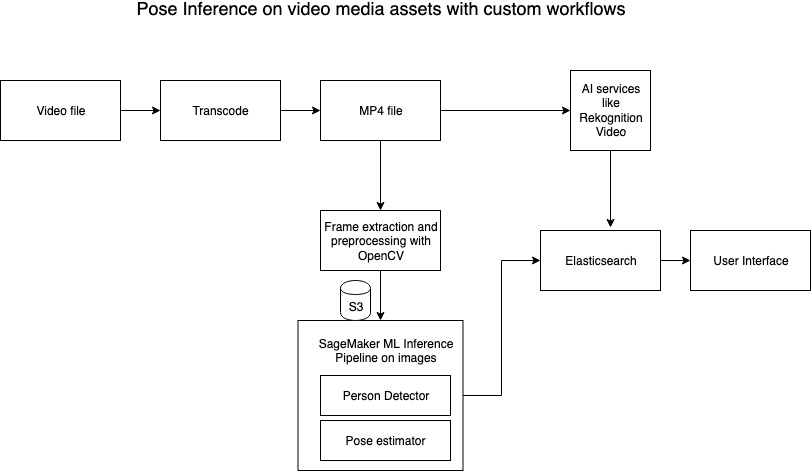 Pose Inference on video media assets with custom workflows
Video file
Transcode
MP4 file
AI services
like
Rekognition
Video
Frame extraction and
preprocessing with
OpenCV
Elasticsearch
User Interface
S3
SageMaker ML Inference
Pipeline on images
Person Detector
Pose estimator